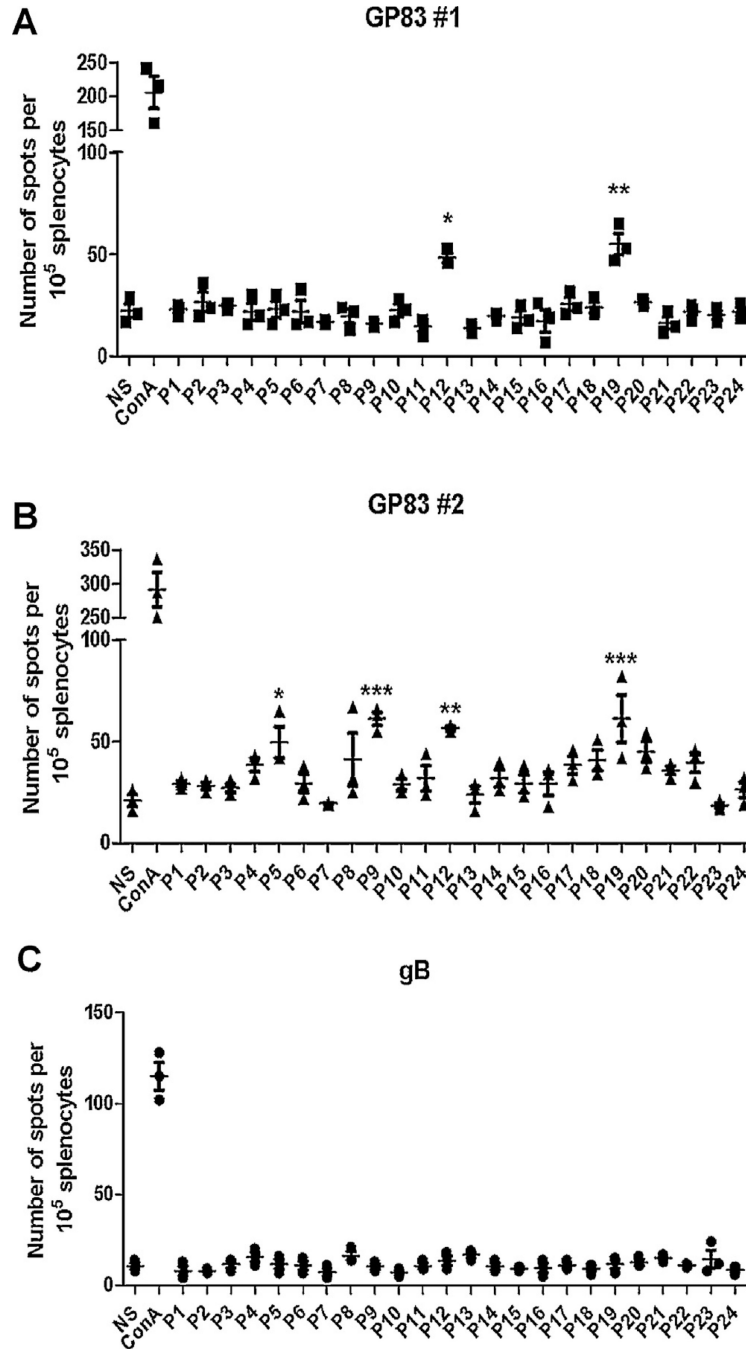 A
GP83 #1
Number of spots per
10⁵ splenocytes
250
200
150
100
50
0
*
**
NS ConA P1 P2 P3 P4 P5 P6 P7 P8 P9 P10 P11 P12 P13 P14 P15 P16 P17 P18 P19 P20 P21 P22 P23 P24
B
GP83 #2
Number of spots per
10⁵ splenocytes
350
300
250
100
50
0
*
***
**
***
NS ConA P1 P2 P3 P4 P5 P6 P7 P8 P9 P10 P11 P12 P13 P14 P15 P16 P17 P18 P19 P20 P21 P22 P23 P24
C
gB
Number of spots per
10⁵ splenocytes
150
100
50
0
NS ConA P1 P2 P3 P4 P5 P6 P7 P8 P9 P10 P11 P12 P13 P14 P15 P16 P17 P18 P19 P20 P21 P22 P23 P24